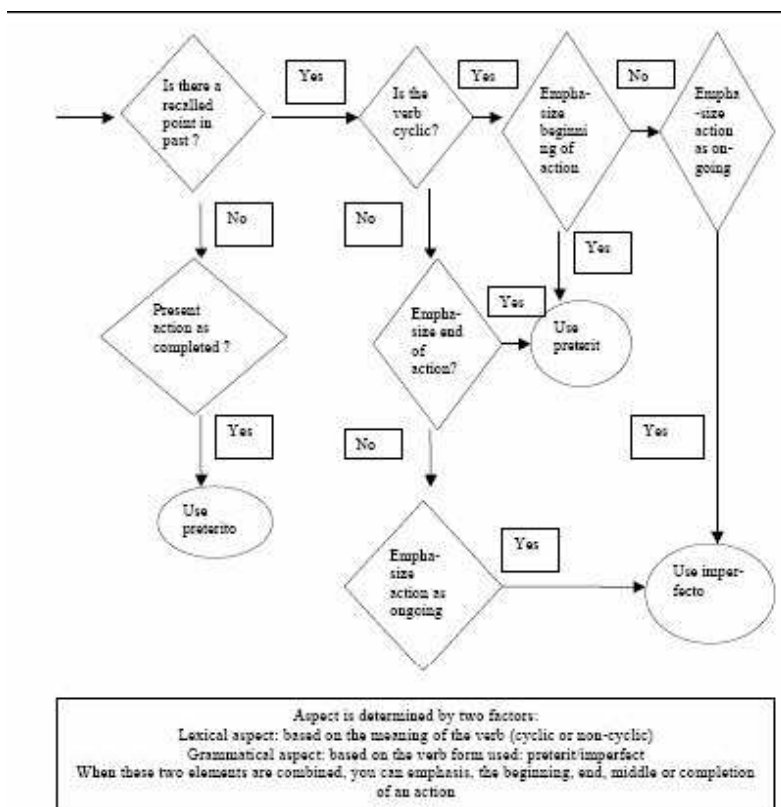 Is there a
recalled
point in
past ?
Yes
Is the
verb
cyclic?
Yes
Empha-
size
beginni
ng of
action
No
Empha
-size
action
as on-
going
No
No
Yes
Present
action as
completed ?
Empha-
size end
of
action?
Yes
Use
preterit
Yes
No
Yes
Use
preterito
Empha-
size
action as
ongoing
Yes
Use imper-
fecto
Aspect is determined by two factors:
Lexical aspect: based on the meaning of the verb (cyclic or non-cyclic)
Grammatical aspect: based on the verb form used: preterit/imperfect
When these two elements are combined, you can emphasis, the beginning, end, middle or completion
of an action